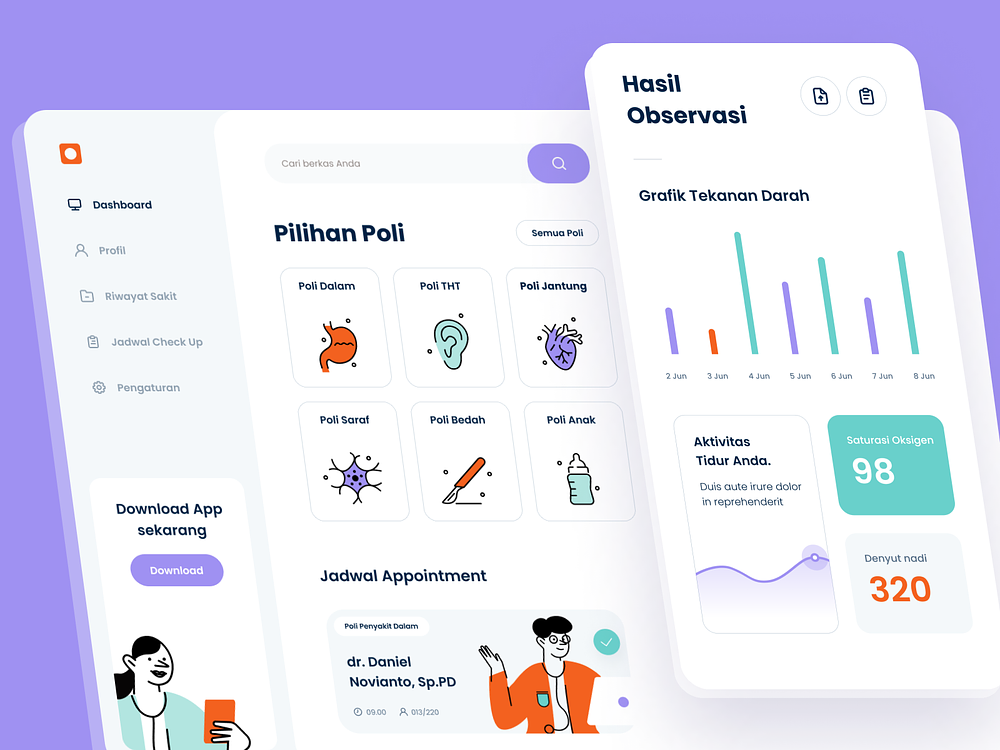 Dashboard
Profil
Riwayat Sakit
Jadwal Check Up
Pengaturan
Download App
sekarang
Download
Cari berkas Anda
Pilihan Poli
Semua Poli
Poli Dalam
Poli THT
Poli Jantung
Poli Saraf
Poli Bedah
Poli Anak
Jadwal Appointment
Poli Penyakit Dalam
dr. Daniel
Novianto, Sp.PD
09.00
013/220
Hasil
Observasi
Grafik Tekanan Darah
2 Jun
3 Jun
4 Jun
5 Jun
6 Jun
7 Jun
8 Jun
Aktivitas
Tidur Anda.
Duis aute irure dolor
in reprehenderit
Saturasi Oksigen
98
Denyut nadi
320